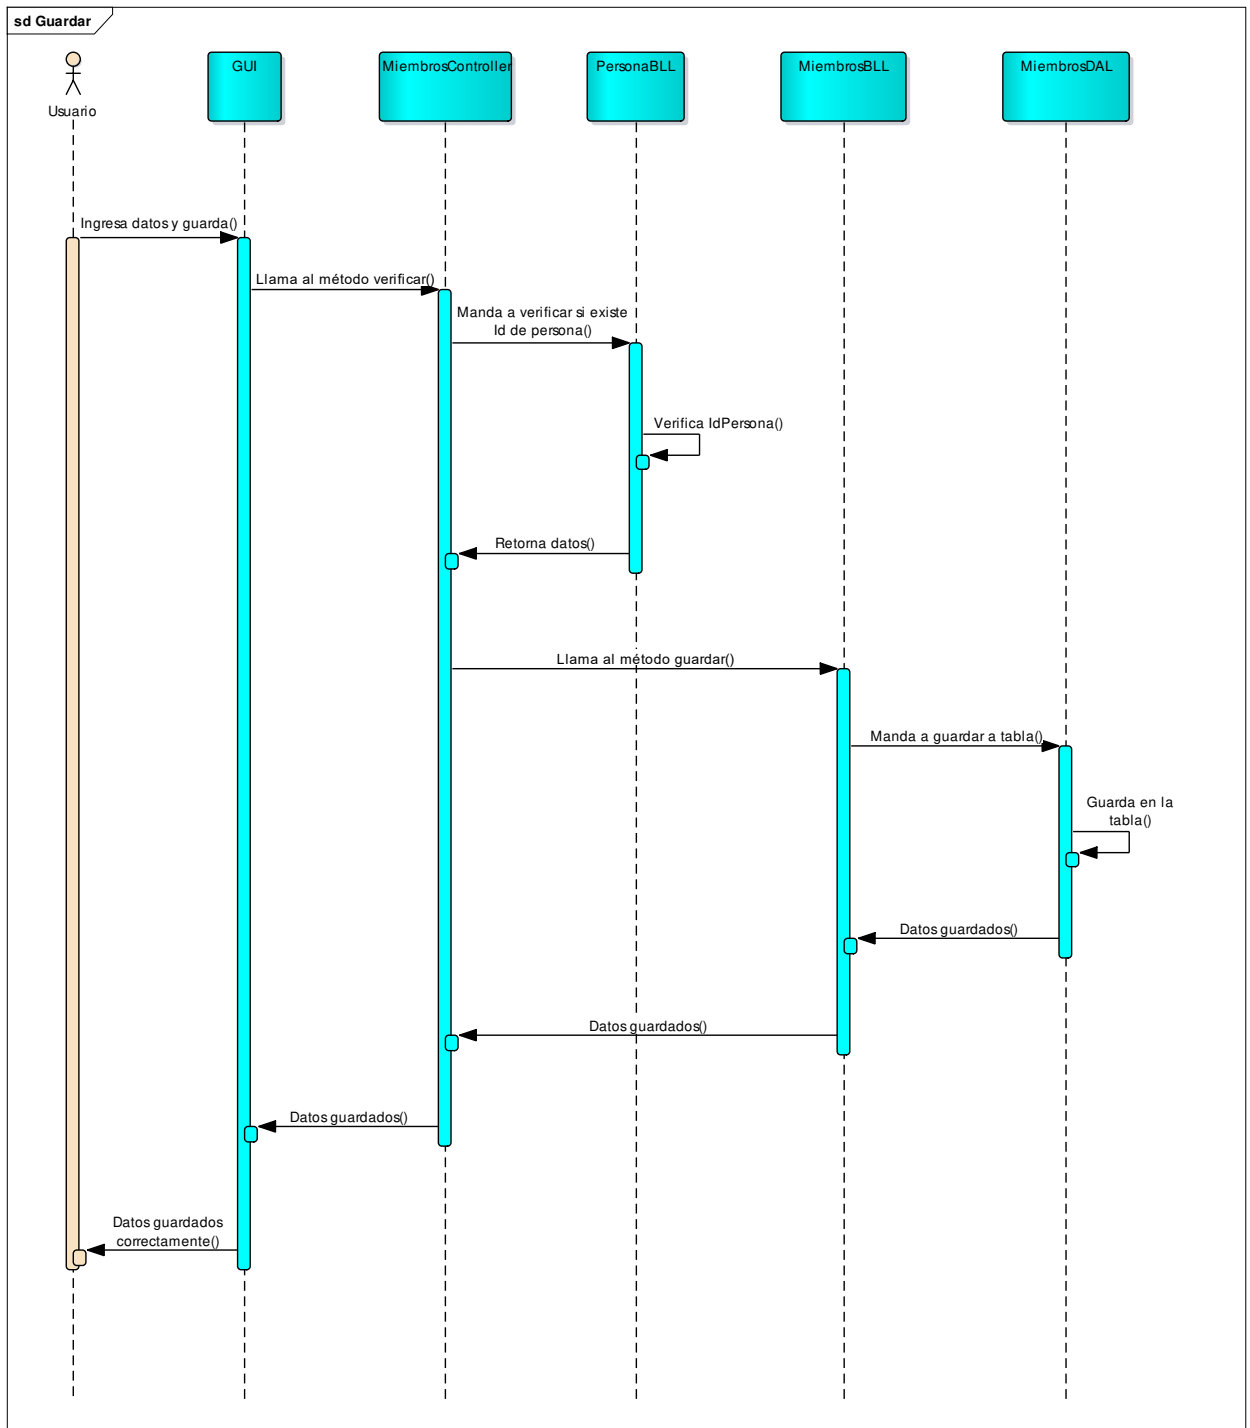 sd Guardar
Usuario
GUI
MiembrosController
PersonaBLL
MiembrosBLL
MiembrosDAL
Ingresa datos y guarda()
Llama al método verificar()
Manda a verificar si existe
Id de persona()
Verifica IdPersona()
Retorna datos()
Llama al método guardar()
Manda a guardar a tabla()
Guarda en la
tabla()
Datos guardados()
Datos guardados()
Datos guardados()
Datos guardados
correctamente()